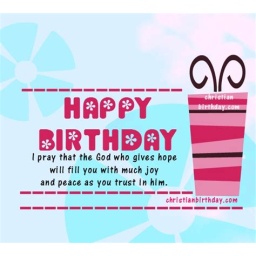 christian
birthday.com
HAPPY
BIRTHDAY
I pray that the God who gives hope
will fill you with much joy
and peace as you trust in him.
christianbirthday.com